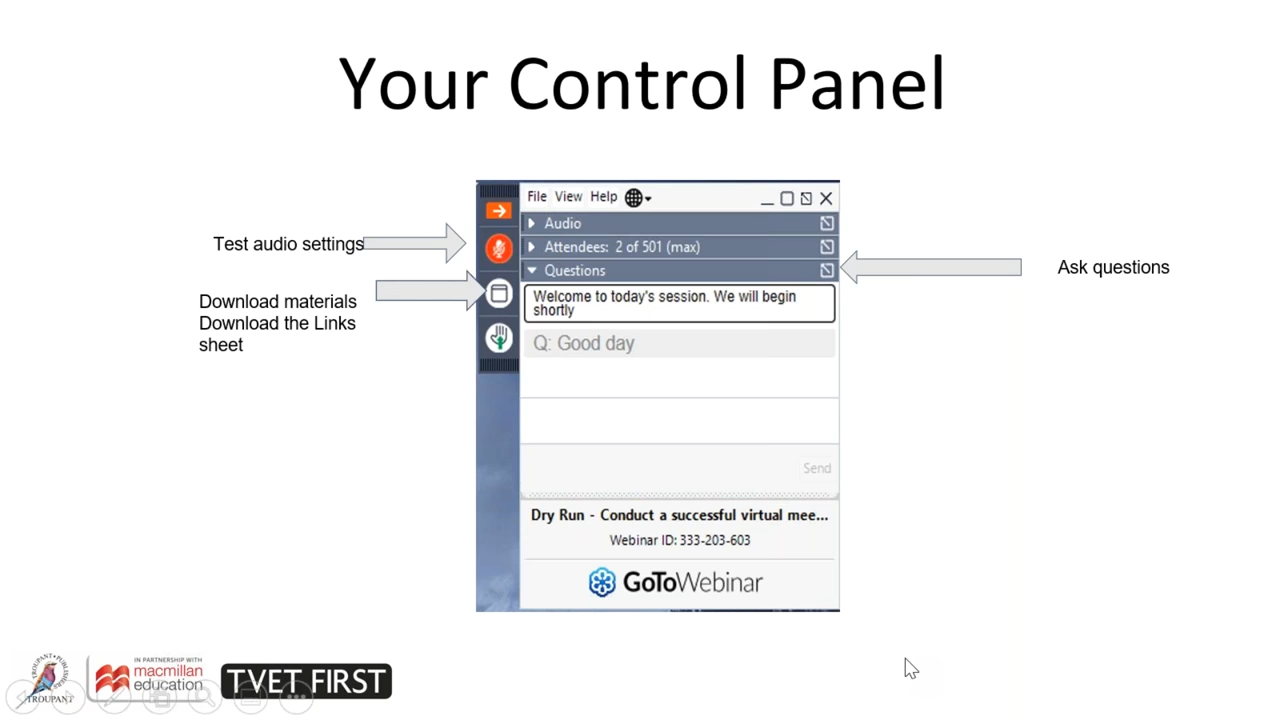 Your Control Panel
File View Help
Audio
Test audio settings
Attendees: 2 of 501 (max)
Questions
Ask questions
Download materials
Download the Links
sheet
Welcome to today's session. We will begin
shortly
Q: Good day
Send
Dry Run - Conduct a successful virtual mee...
Webinar ID: 333-203-603
GoToWebinar
TROUPANT PUBLISHERS
TROUPANT
IN PARTNERSHIP WITH
macmillan
education
TVET FIRST